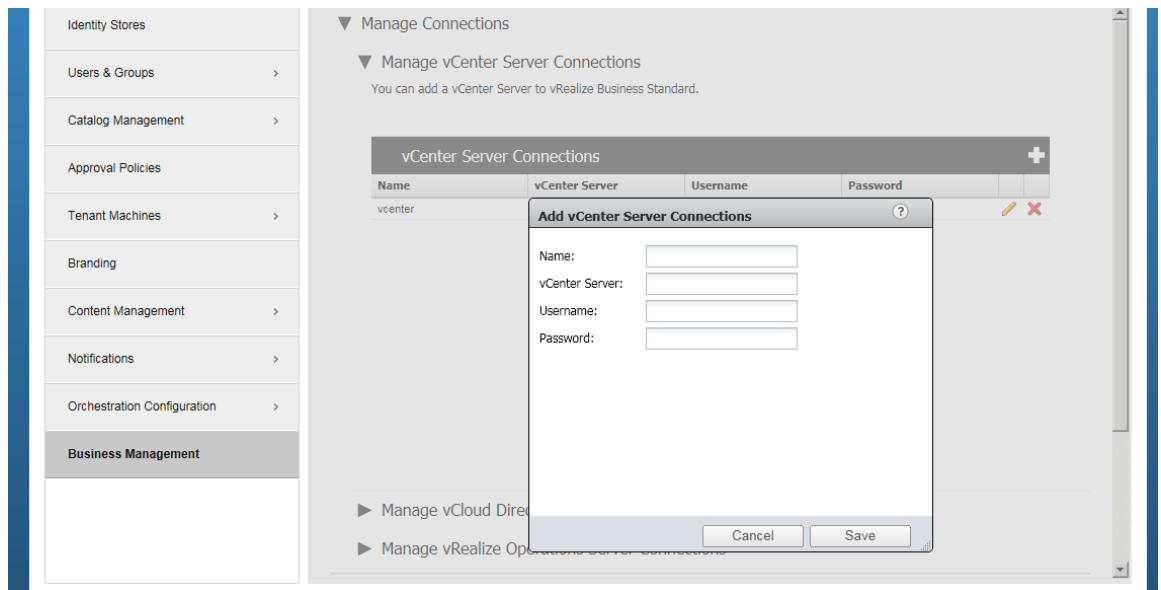 Identity Stores
Users & Groups
Catalog Management
Approval Policies
Tenant Machines
Branding
Content Management
Notifications
Orchestration Configuration
Business Management
Manage Connections
Manage vCenter Server Connections
You can add a vCenter Server to vRealize Business Standard.
vCenter Server Connections
Name vCenter Server Username Password
vcenter
Add vCenter Server Connections ?
Name:
vCenter Server:
Username:
Password:
Cancel Save
Manage vCloud
Manage vRealize Operations Server Connections